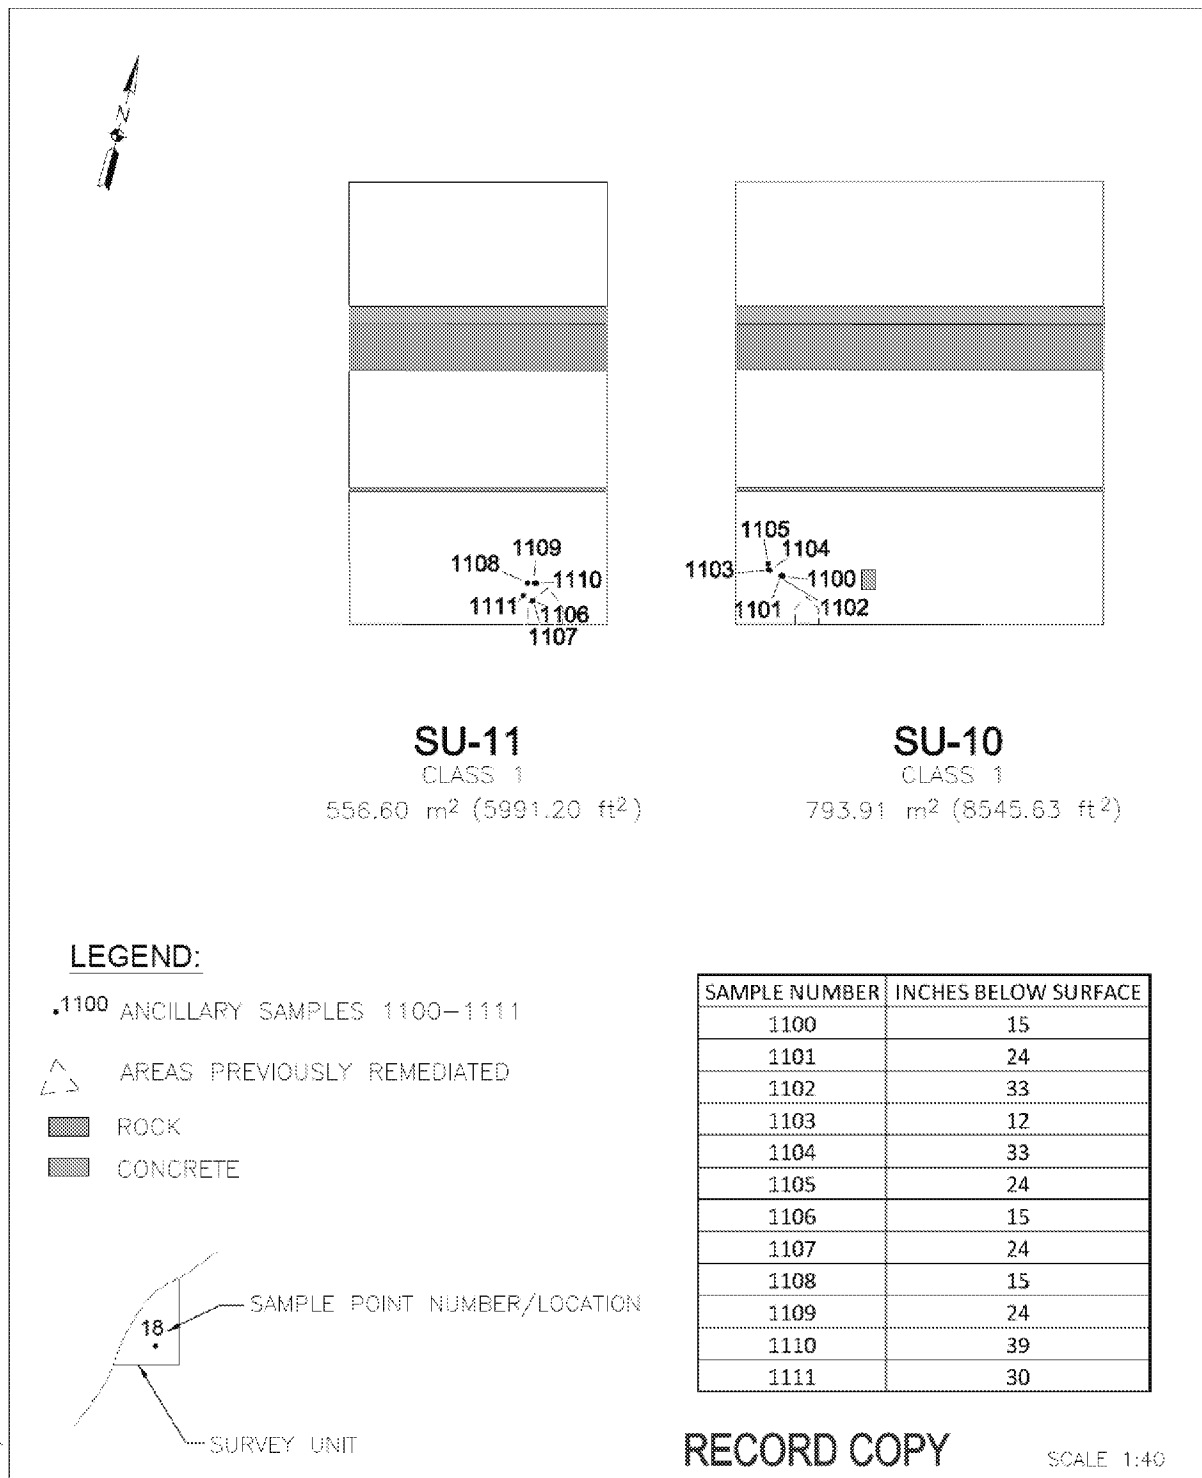 N
1109
1108
1110
1111
1106
1107
1105
1104
1103
1100
1101
1102
SU-11
CLASS 1
556.60 m² (5991.20 ft²)
SU-10
CLASS 1
793.91 m² (8545.63 ft²)
LEGEND:
.1100 ANCILLARY SAMPLES 1100-1111
AREAS PREVIOUSLY REMEDIATED
ROCK
CONCRETE
18
SAMPLE POINT NUMBER/LOCATION
SURVEY UNIT
SAMPLE NUMBER INCHES BELOW SURFACE
1100 15
1101 24
1102 33
1103 12
1104 33
1105 24
1106 15
1107 24
1108 15
1109 24
1110 39
1111 30
RECORD COPY
SCALE 1:40